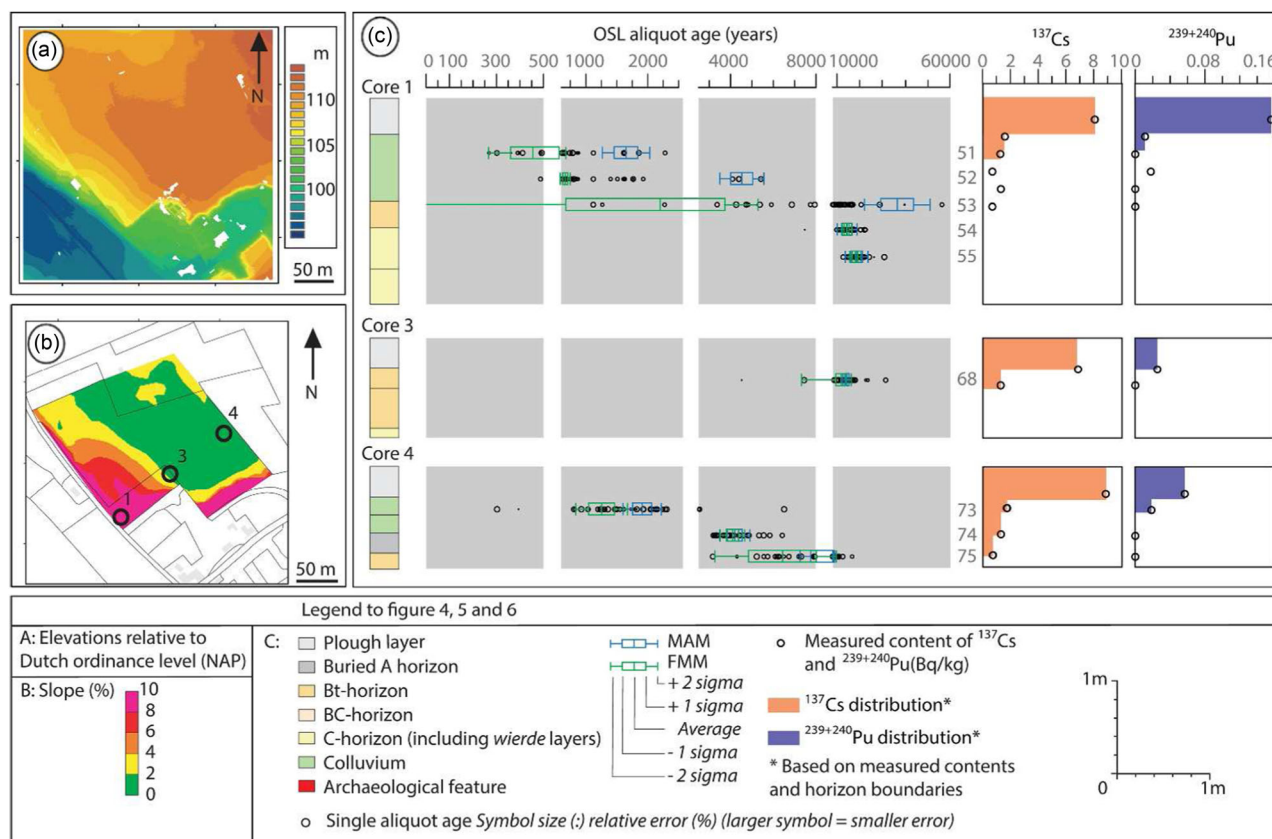 (a)
N
m
110
105
100
50 m
(b)
N
4
3
1
50 m
(c)
OSL aliquot age (years)
137Cs
239+240Pu
0 100 300 500 10000 2000 4000 8000 100000 60000
0 2 4 6 8 100 0.08 0.16
Core 1
51
52
53
54
55
Core 3
68
Core 4
73
74
75
Legend to figure 4, 5 and 6
A: Elevations relative to
Dutch ordinance level (NAP)
B: Slope (%)
10
8
6
4
2
0
C:
Plough layer
Buried A horizon
Bt-horizon
BC-horizon
C-horizon (including wierde layers)
Colluvium
Archaeological feature
Single aliquot age Symbol size (:) relative error (%) (larger symbol = smaller error)
MAM
FMM
+ 2 sigma
+ 1 sigma
Average
- 1 sigma
- 2 sigma
Measured content of 137Cs
and 239+240Pu(Bq/kg)
137Cs distribution*
239+240Pu distribution*
* Based on measured contents
and horizon boundaries
1m
0 1m